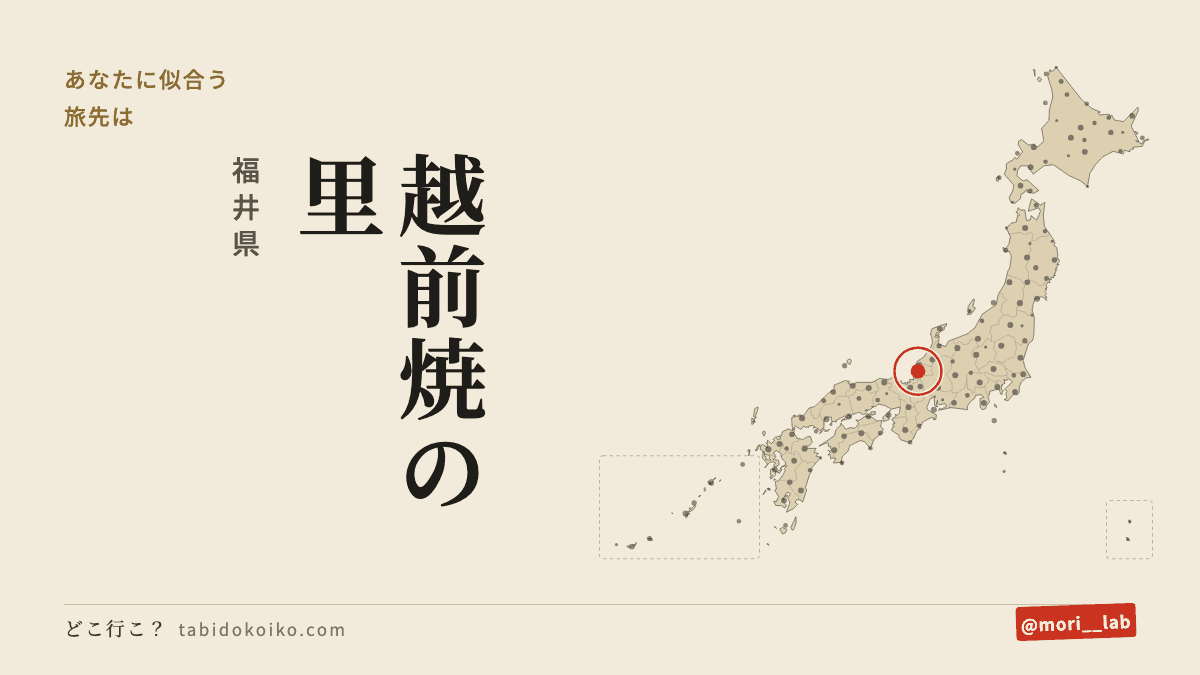 あなたに似合う
旅先は
越前焼の
里
福井県
どこ行こ？ tabidokoiko.com
@mori__lab